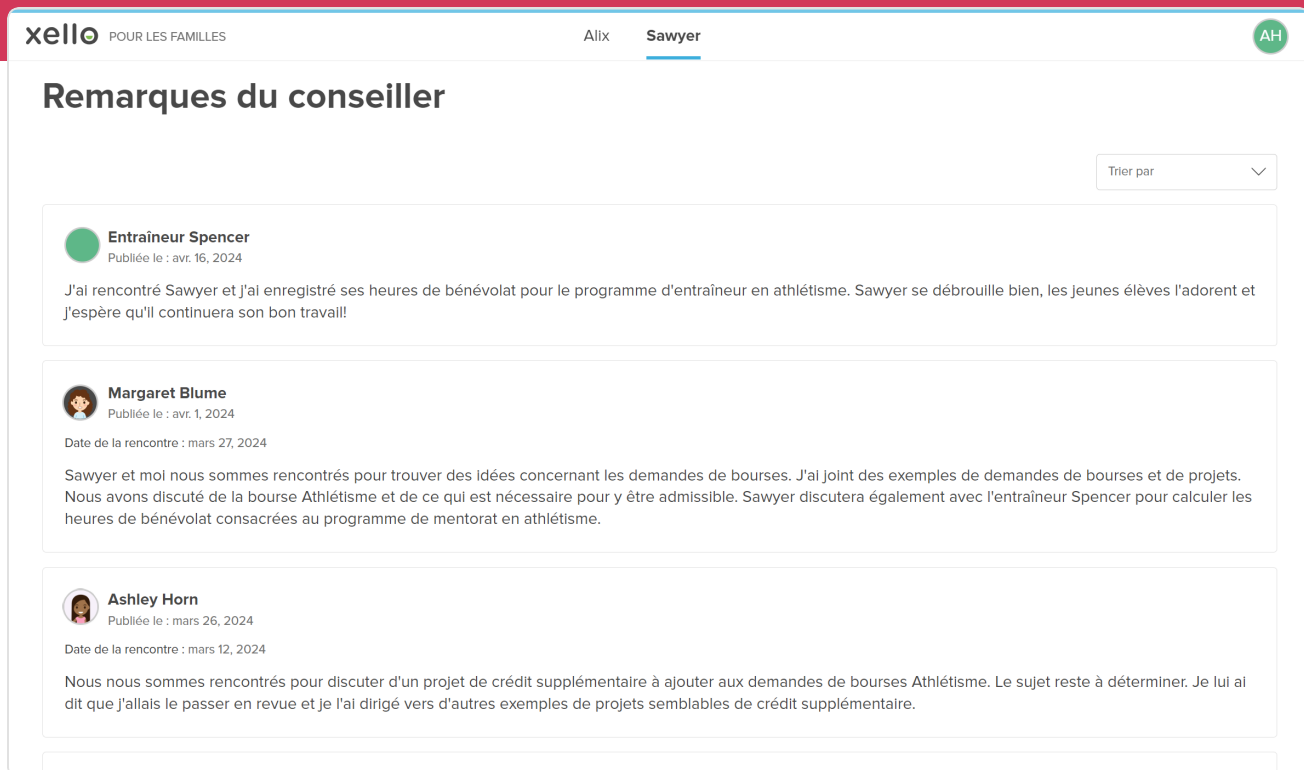 xello POUR LES FAMILLES
Alix Sawyer
AH
Remarques du conseiller
Trier par
Entraîneur Spencer
Publiée le : avr. 16, 2024
J'ai rencontré Sawyer et j'ai enregistré ses heures de bénévolat pour le programme d'entraîneur en athlétisme. Sawyer se débrouille bien, les jeunes élèves l'adorent et
j'espère qu'il continuera son bon travail!
Margaret Blume
Publiée le : avr. 1, 2024
Date de la rencontre : mars 27, 2024
Sawyer et moi nous sommes rencontrés pour trouver des idées concernant les demandes de bourses. J'ai joint des exemples de demandes de bourses et de projets.
Nous avons discuté de la bourse Athlétisme et de ce qui est nécessaire pour y être admissible. Sawyer discutera également avec l'entraîneur Spencer pour calculer les
heures de bénévolat consacrées au programme de mentorat en athlétisme.
Ashley Horn
Publiée le : mars 26, 2024
Date de la rencontre : mars 12, 2024
Nous nous sommes rencontrés pour discuter d'un projet de crédit supplémentaire à ajouter aux demandes de bourses Athlétisme. Le sujet reste à déterminer. Je lui ai
dit que j'allais le passer en revue et je l'ai dirigé vers d'autres exemples de projets semblables de crédit supplémentaire.